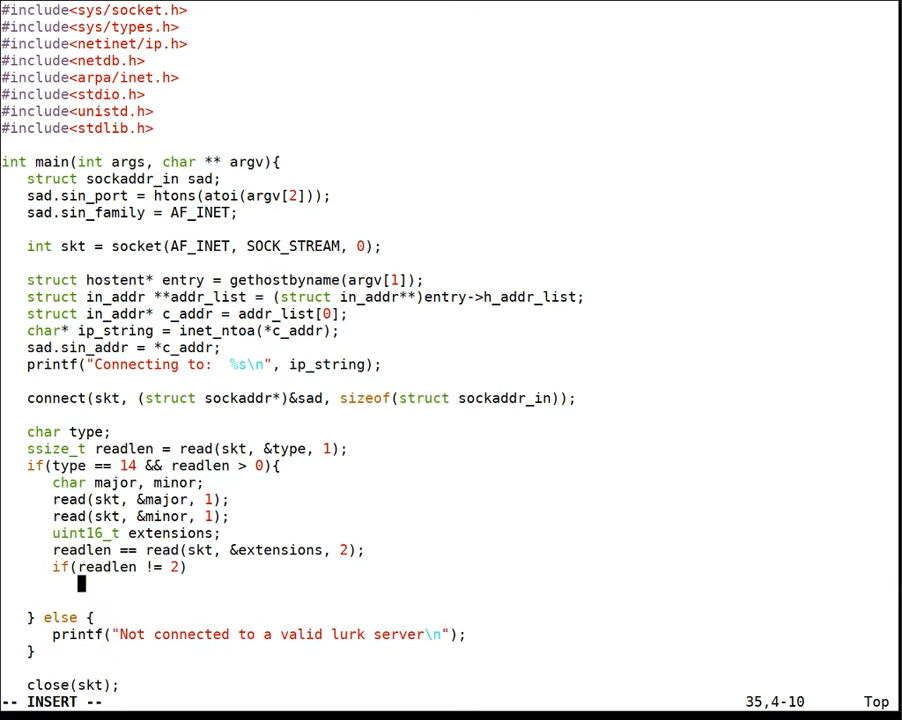 #include<sys/socket.h>
#include<sys/types.h>
#include<netinet/ip.h>
#include<netdb.h>
#include<arpa/inet.h>
#include<stdio.h>
#include<unistd.h>
#include<stdlib.h>

int main(int args, char ** argv){
   struct sockaddr_in sad;
   sad.sin_port = htons(atoi(argv[2]));
   sad.sin_family = AF_INET;

   int skt = socket(AF_INET, SOCK_STREAM, 0);

   struct hostent* entry = gethostbyname(argv[1]);
   struct in_addr **addr_list = (struct in_addr**)entry->h_addr_list;
   struct in_addr* c_addr = addr_list[0];
   char* ip_string = inet_ntoa(*c_addr);
   sad.sin_addr = *c_addr;
   printf("Connecting to:  %s\n", ip_string);

   connect(skt, (struct sockaddr*)&sad, sizeof(struct sockaddr_in));

   char type;
   ssize_t readlen = read(skt, &type, 1);
   if(type == 14 && readlen > 0){
      char major, minor;
      read(skt, &major, 1);
      read(skt, &minor, 1);
      uint16_t extensions;
      readlen == read(skt, &extensions, 2);
      if(readlen != 2)

   } else {
      printf("Not connected to a valid lurk server\n");
   }

   close(skt);
-- INSERT -- 35,4-10 Top